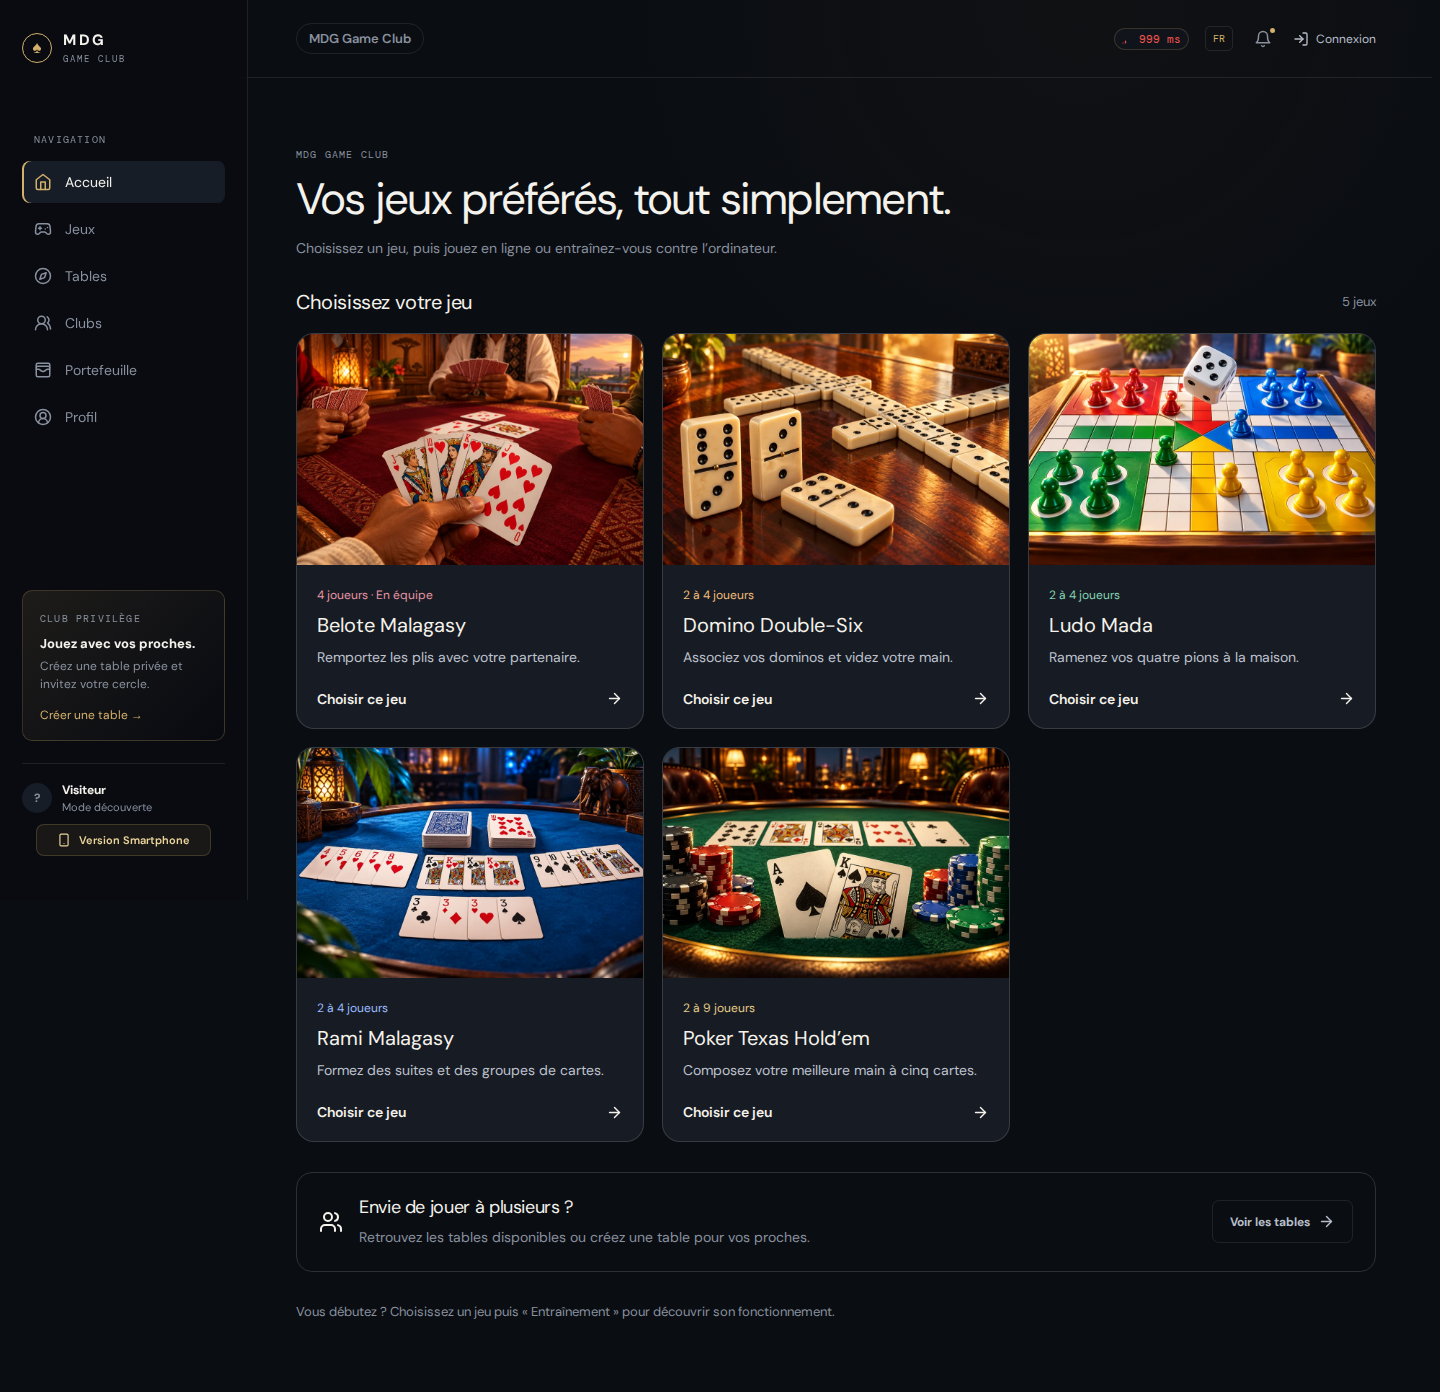 MDG
GAME CLUB
NAVIGATION
Accueil
Jeux
Tables
Clubs
Portefeuille
Profil
CLUB PRIVILÈGE
Jouez avec vos proches.
Créez une table privée et
invitez votre cercle.
Créer une table →
?
Visiteur
Mode découverte
Version Smartphone
MDG Game Club
999 ms
FR
Connexion
MDG GAME CLUB
Vos jeux préférés, tout simplement.
Choisissez un jeu, puis jouez en ligne ou entraînez-vous contre l’ordinateur.
Choisissez votre jeu
5 jeux
4 joueurs · En équipe
Belote Malagasy
Remportez les plis avec votre partenaire.
Choisir ce jeu
2 à 4 joueurs
Domino Double-Six
Associez vos dominos et videz votre main.
Choisir ce jeu
2 à 4 joueurs
Ludo Mada
Ramenez vos quatre pions à la maison.
Choisir ce jeu
2 à 4 joueurs
Rami Malagasy
Formez des suites et des groupes de cartes.
Choisir ce jeu
2 à 9 joueurs
Poker Texas Hold’em
Composez votre meilleure main à cinq cartes.
Choisir ce jeu
Envie de jouer à plusieurs ?
Retrouvez les tables disponibles ou créez une table pour vos proches.
Voir les tables
Vous débutez ? Choisissez un jeu puis « Entraînement » pour découvrir son fonctionnement.